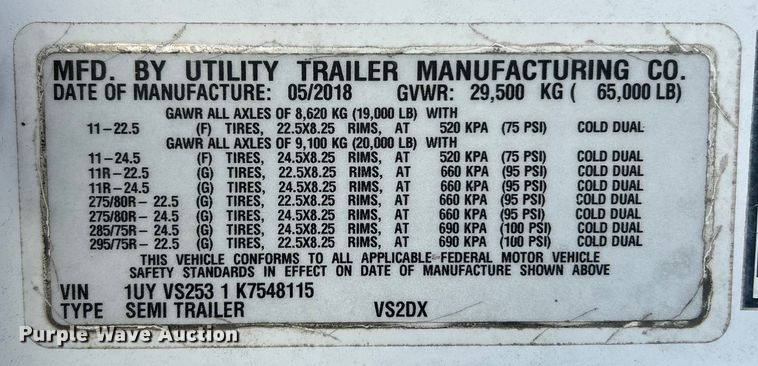 MFD. BY UTILITY TRAILER MANUFACTURING CO.
DATE OF MANUFACTURE: 05/2018 GVWR: 29,500 KG ( 65,000 LB)
GAWR ALL AXLES OF 8,620 KG (19,000 LB) WITH
11-22.5 (F) TIRES, 22.5X8.25 RIMS, AT 520 KPA (75 PSI) COLD DUAL
GAWR ALL AXLES OF 9,100 KG (20,000 LB) WITH
11-24.5 (F) TIRES, 24.5X8.25 RIMS, AT 520 KPA (75 PSI) COLD DUAL
11R-22.5 (G) TIRES, 22.5X8.25 RIMS, AT 660 KPA (95 PSI) COLD DUAL
11R-24.5 (G) TIRES, 24.5X8.25 RIMS, AT 660 KPA (95 PSI) COLD DUAL
275/80R- 22.5 (G) TIRES, 22.5X8.25 RIMS, AT 660 KPA (95 PSI) COLD DUAL
275/80R- 24.5 (G) TIRES, 24.5X8.25 RIMS, AT 660 KPA (95 PSI) COLD DUAL
285/75R- 24.5 (G) TIRES, 24.5X8.25 RIMS, AT 690 KPA (100 PSI) COLD DUAL
295/75R- 22.5 (G) TIRES, 22.5X8.25 RIMS, AT 690 KPA (100 PSI) COLD DUAL
THIS VEHICLE CONFORMS TO ALL APPLICABLE FEDERAL MOTOR VEHICLE
SAFETY STANDARDS IN EFFECT ON DATE OF MANUFACTURE SHOWN ABOVE
VIN 1UY VS253 1 K7548115
TYPE SEMI TRAILER VS2DX
Purple Wave Auction